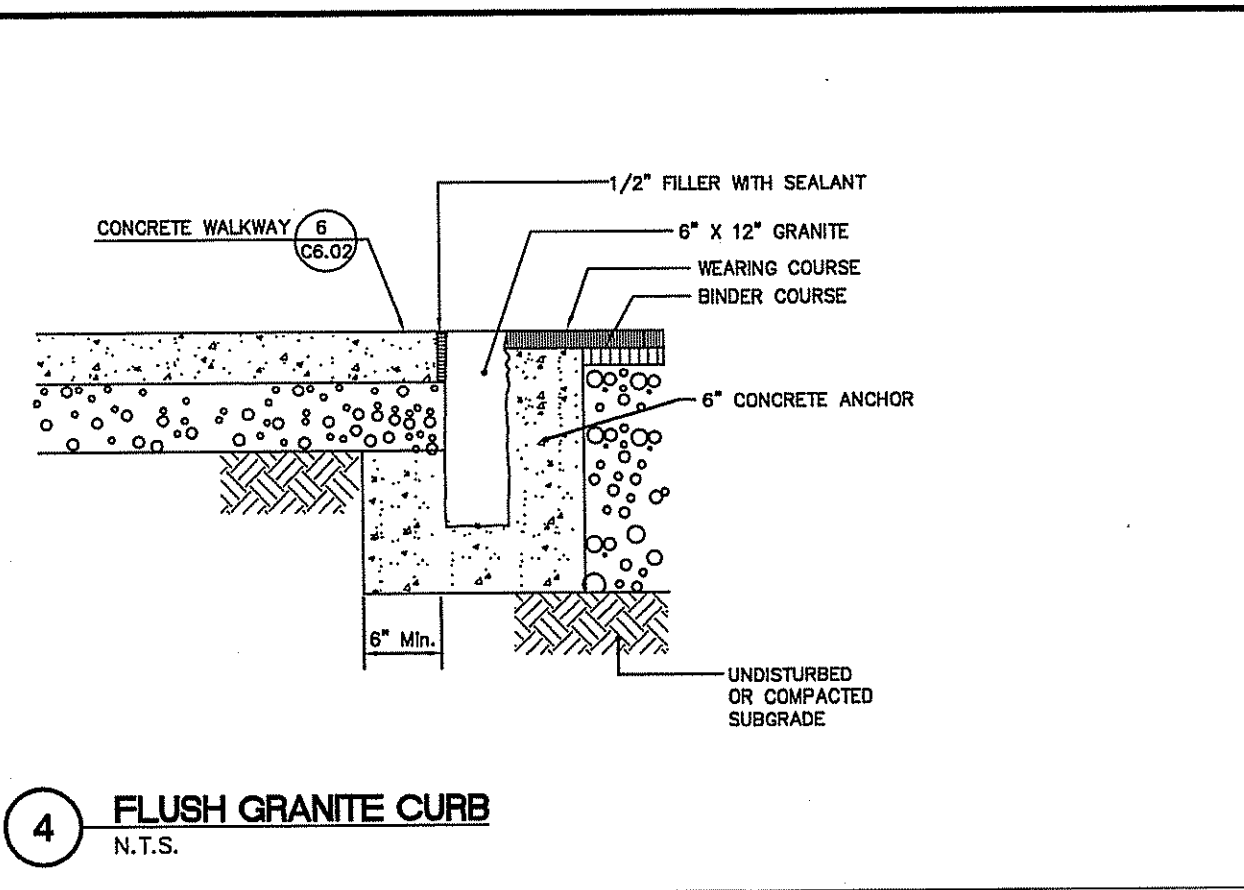 1/2" FILLER WITH SEALANT
CONCRETE WALKWAY 6
C6.02
6" X 12" GRANITE
WEARING COURSE
BINDER COURSE
6" CONCRETE ANCHOR
6" Min.
UNDISTURBED
OR COMPACTED
SUBGRADE
4 FLUSH GRANITE CURB
N.T.S.